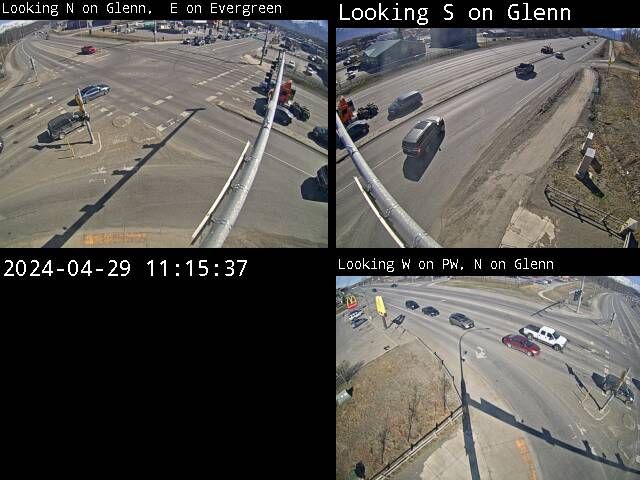 Looking N on Glenn, E on Evergreen
Looking S on Glenn
2024-04-29 11:15:37
Looking W on PW, N on Glenn